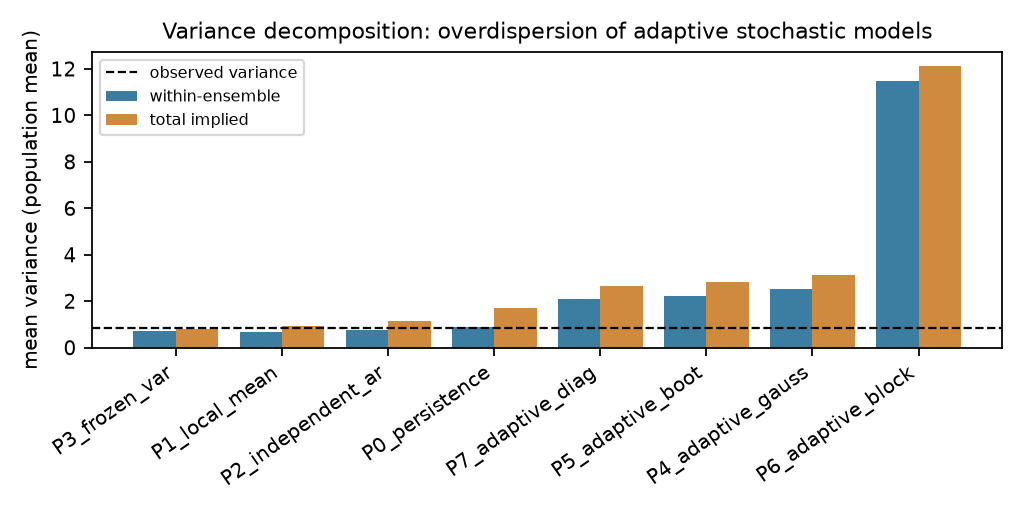 Variance decomposition: overdispersion of adaptive stochastic models
mean variance (population mean)
12
10
8
6
4
2
0
observed variance
within-ensemble
total implied
P3_frozen_var
P1_local_mean
P2_independent_ar
P0_persistence
P7_adaptive_diag
P5_adaptive_boot
P4_adaptive_gauss
P6_adaptive_block